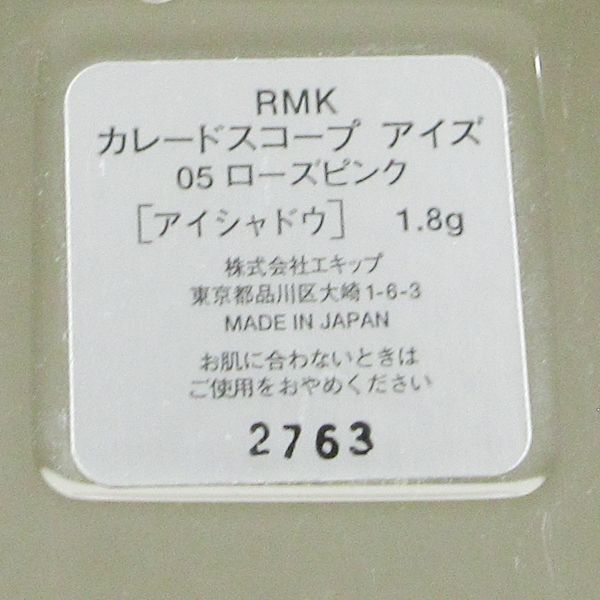 RMK
カレードスコープ アイズ
05 ローズピンク
[アイシャドウ] 1.8g
株式会社エキップ
東京都品川区大崎1-6-3
MADE IN JAPAN
お肌に合わないときは
ご使用をおやめください
2763